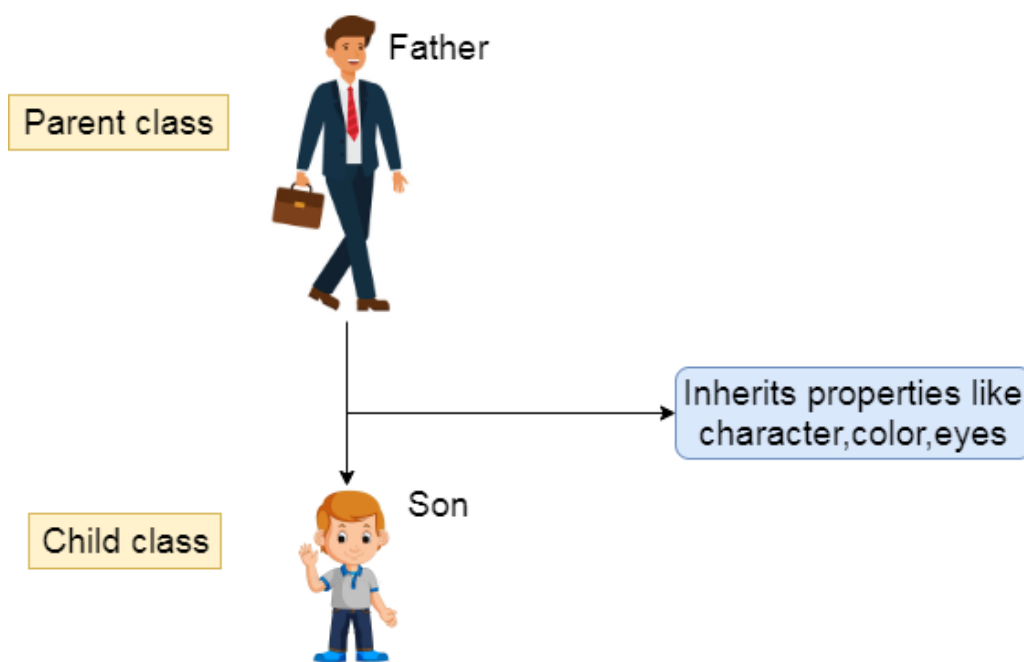 Father
Parent class
Inherits properties like
character,color,eyes
Son
Child class